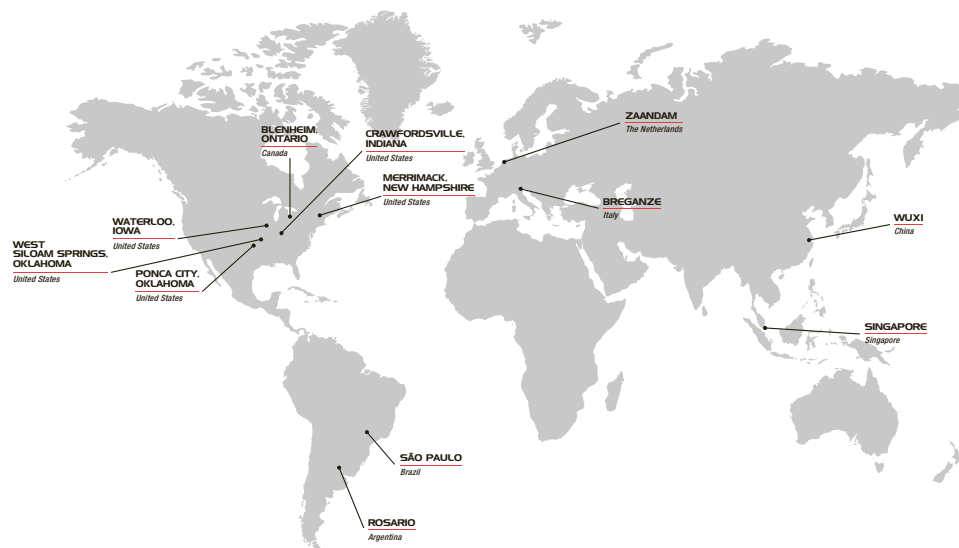 BLENHEIM,
ONTARIO
Canada
CRAWFORDSVILLE,
INDIANA
United States
MERRIMACK,
NEW HAMPSHIRE
United States
WATERLOO,
IOWA
United States
WEST
SILOAM SPRINGS,
OKLAHOMA
United States
PONCA CITY,
OKLAHOMA
United States
ZAANDAM
The Netherlands
BREGANZE
Italy
WUXI
China
SINGAPORE
Singapore
SÃO PAULO
Brazil
ROSARIO
Argentina